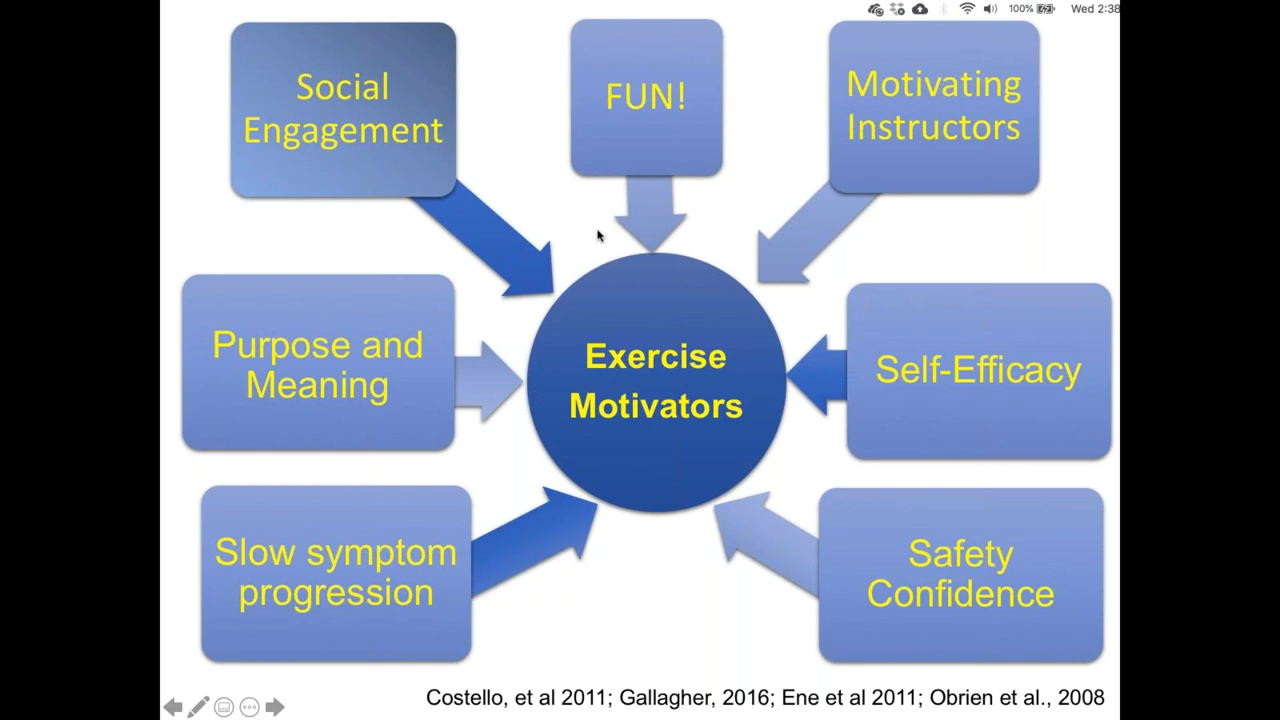 100%
Wed 2:38
Social
Engagement
FUN!
Motivating
Instructors
Purpose and
Meaning
Exercise
Motivators
Self-Efficacy
Slow symptom
progression
Safety
Confidence
Costello, et al 2011; Gallagher, 2016; Ene et al 2011; Obrien et al., 2008